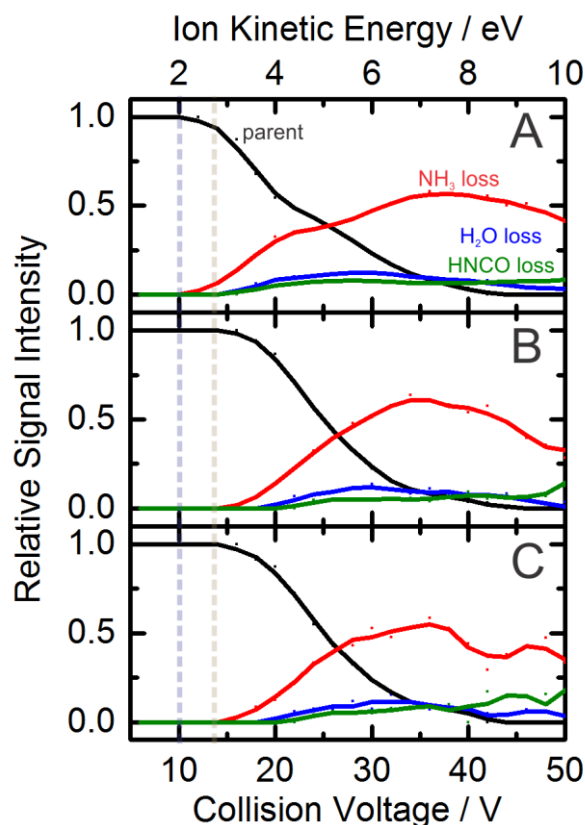 Ion Kinetic Energy / eV
2 4 6 8 10
1.0 parent A
NH₃ loss
0.5
H₂O loss
HNCO loss
0.0
1.0 B
0.5
0.0
1.0 C
0.5
0.0
Relative Signal Intensity
10 20 30 40 50
Collision Voltage / V